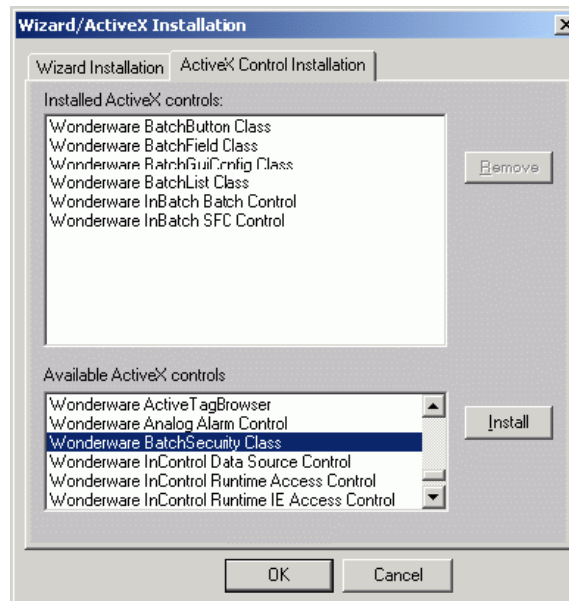 Wizard/ActiveX Installation
Wizard Installation
ActiveX Control Installation
Installed ActiveX controls:
Wonderware BatchButton Class
Wonderware BatchField Class
Wonderware BatchGuiConfig Class
Wonderware BatchList Class
Wonderware InBatch Batch Control
Wonderware InBatch SFC Control
Remove
Available ActiveX controls
Wonderware ActiveTagBrowser
Wonderware Analog Alarm Control
Wonderware BatchSecurity Class
Wonderware InControl Data Source Control
Wonderware InControl Runtime Access Control
Wonderware InControl Runtime IE Access Control
Install
OK
Cancel